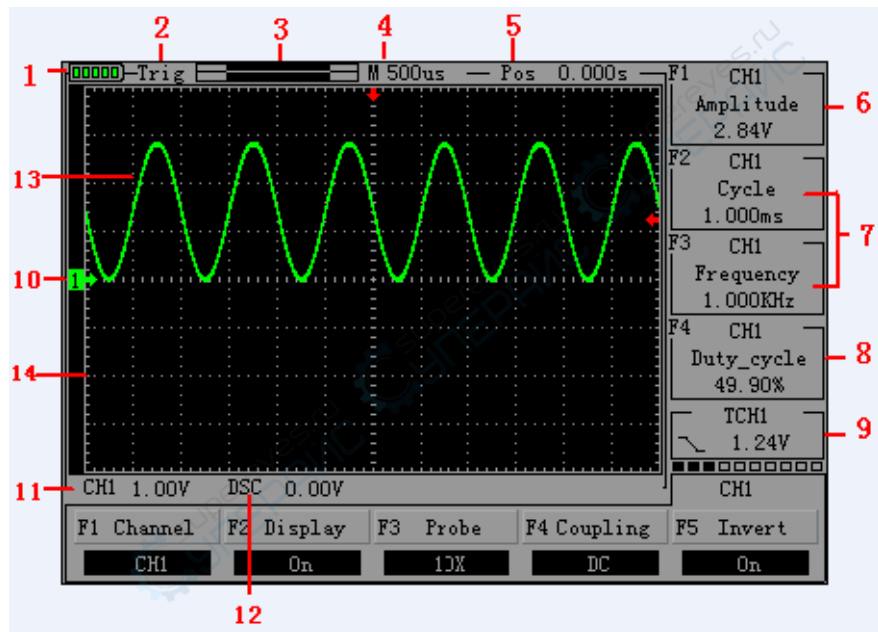 2 3 4 5
1 Trig M 500us Pos 0.000s F1 CH1
Amplitude 6
2.84V
F2 CH1
13 Cycle
1.000ms
7
F3 CH1
10 1 Frequency
1.000KHz
F4 CH1
14 Duty_cycle 8
49.90%
TCH1
1.24V 9
11 CH1 1.00V DSC 0.00V CH1
F1 Channel F2 Display F3 Probe F4 Coupling F5 Invert
CH1 On 10X DC On
12